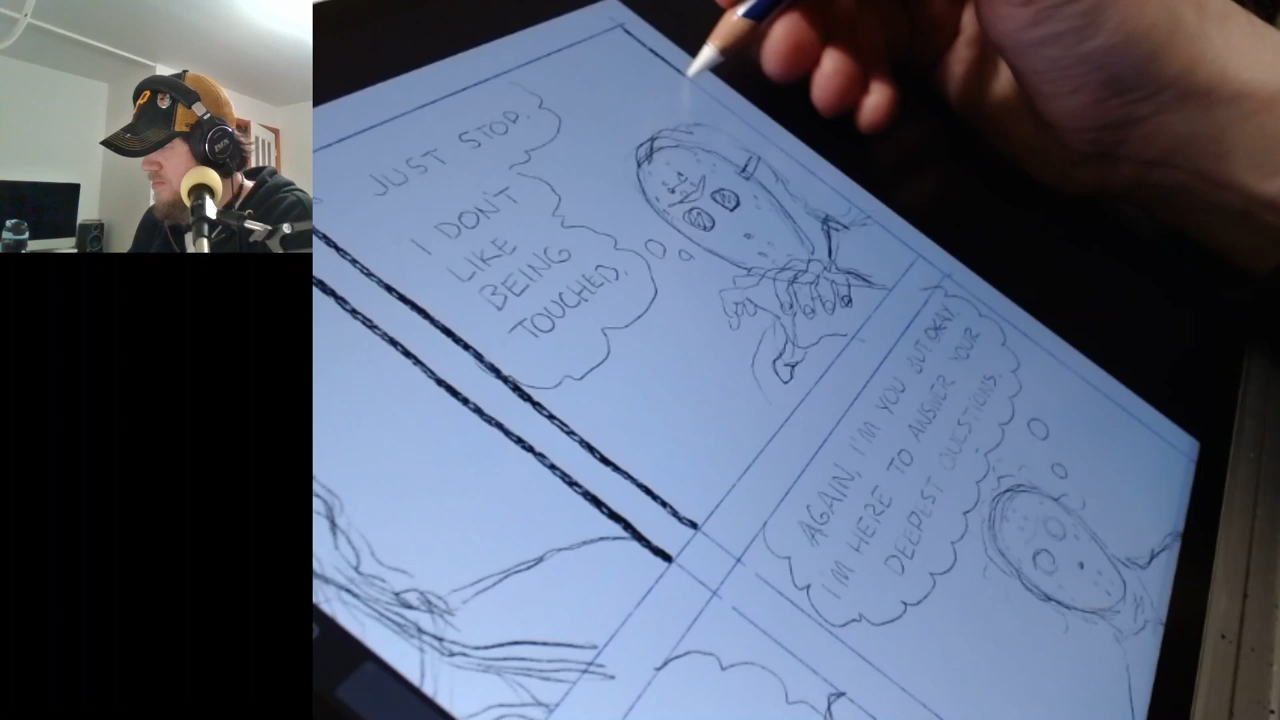 JUST STOP.
I DON'T
LIKE
BEING
TOUCHED.
AGAIN, I'M YOU BUT OKAY.
I'M HERE TO ANSWER YOUR
DEEPEST QUESTIONS.